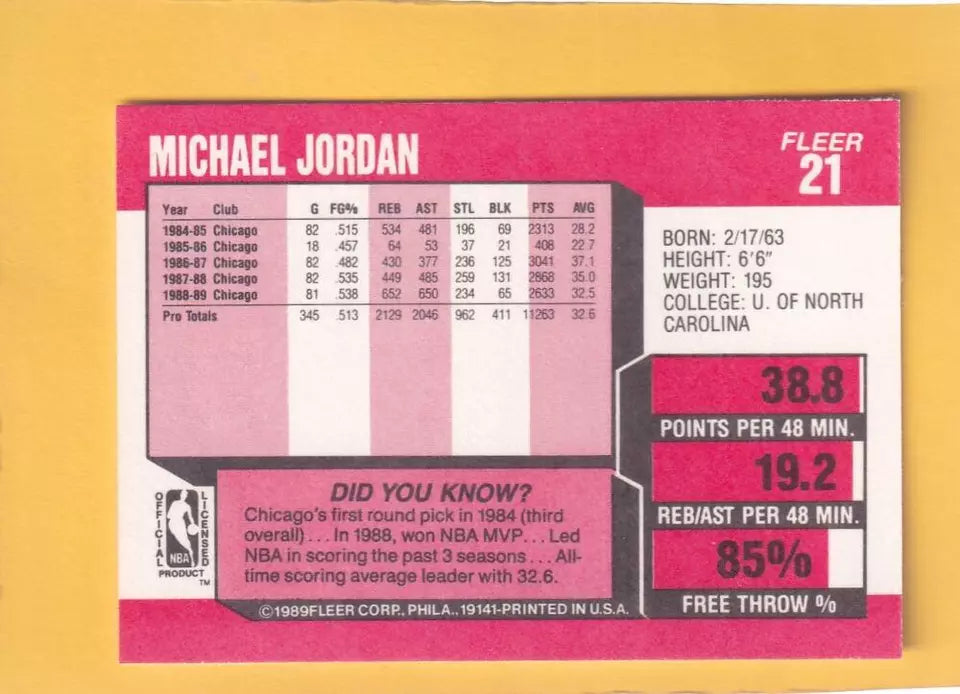 MICHAEL JORDAN
FLEER
21
Year Club G FG% REB AST STL BLK PTS AVG
1984-85 Chicago 82 .515 534 481 196 69 2313 28.2
1985-86 Chicago 18 .457 64 53 37 21 408 22.7
1986-87 Chicago 82 .482 430 377 236 125 3041 37.1
1987-88 Chicago 82 .535 449 485 259 131 2868 35.0
1988-89 Chicago 81 .538 652 650 234 65 2633 32.5
Pro Totals 345 .513 2129 2046 962 411 11263 32.6
BORN: 2/17/63
HEIGHT: 6'6"
WEIGHT: 195
COLLEGE: U. OF NORTH
CAROLINA
38.8
POINTS PER 48 MIN.
19.2
REB/AST PER 48 MIN.
85%
FREE THROW %
DID YOU KNOW?
Chicago's first round pick in 1984 (third
overall)... In 1988, won NBA MVP... Led
NBA in scoring the past 3 seasons... All-
time scoring average leader with 32.6.
OFFICIAL
LICENSED
NBA
PRODUCT
TM
©1989FLEER CORP., PHILA., 19141-PRINTED IN U.S.A.